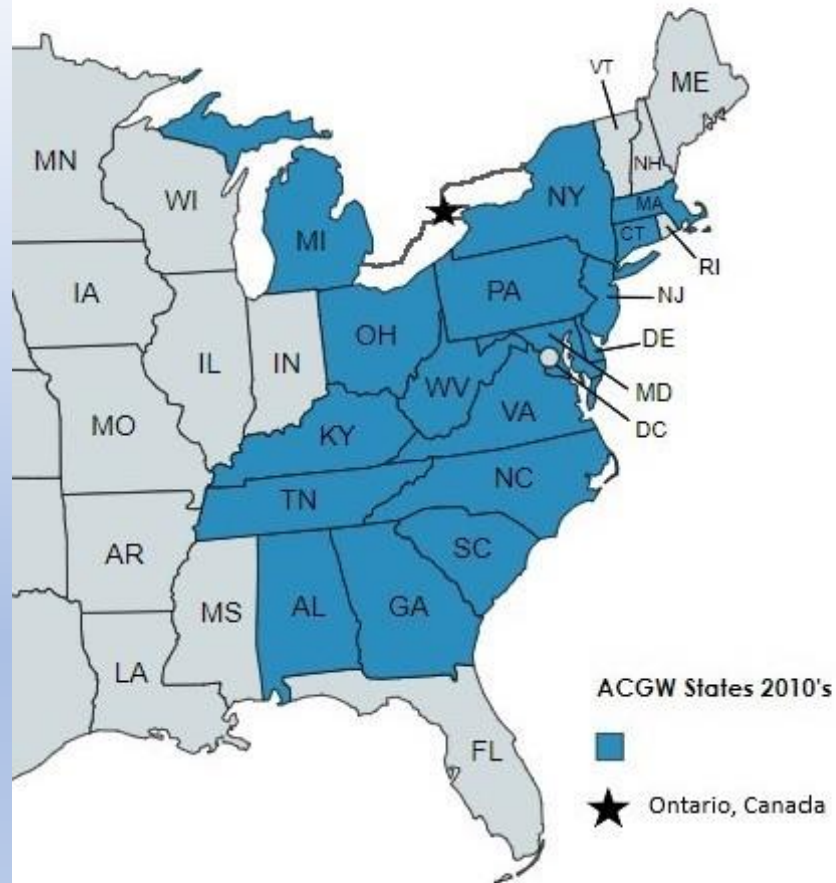 VT
ME
MN
NH
WI
NY
MA
MI
CT
RI
IA
PA
NJ
OH
DE
IL
IN
WV
MD
VA
MO
DC
KY
NC
TN
AR
SC
MS
AL
GA
LA
ACGW States 2010's
FL
Ontario, Canada